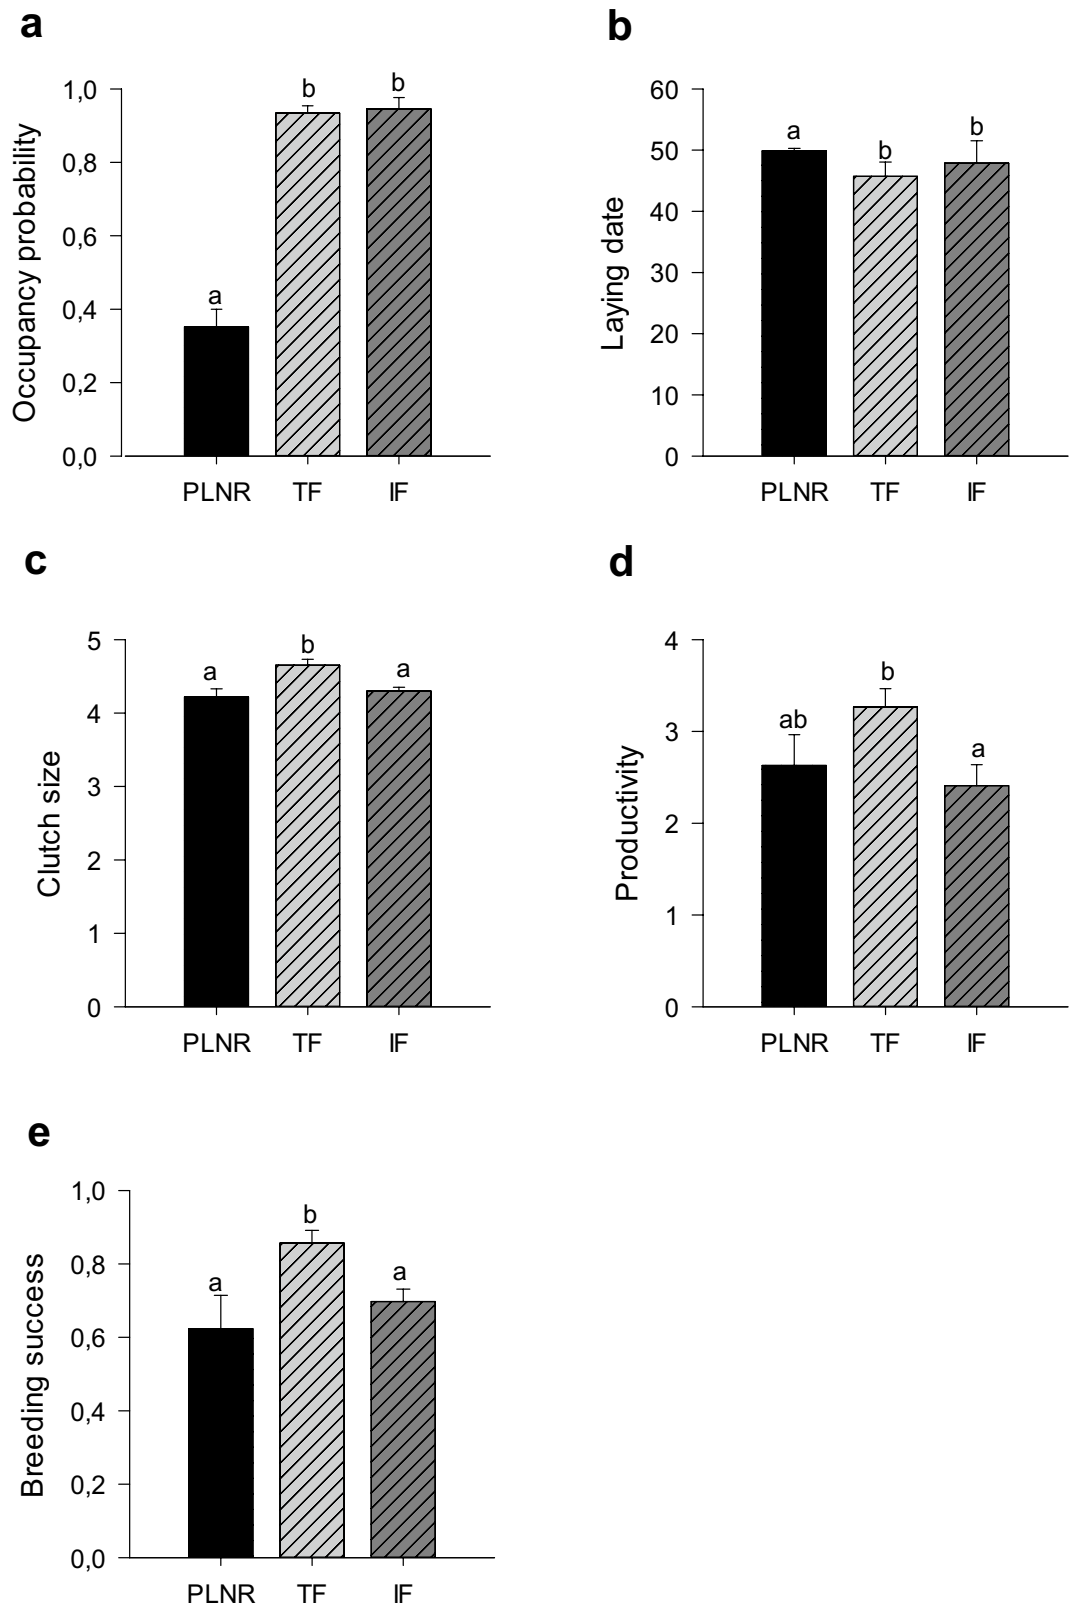 a
b
1,0
b
b
0,8
0,6
0,4
a
0,2
0,0
Occupancy probability
PLNR TF IF
60
50
a
b
b
40
30
20
10
0
Laying date
PLNR TF IF
c
d
5
a
b
a
4
3
2
1
0
Clutch size
PLNR TF IF
4
ab
b
a
3
2
1
0
Productivity
PLNR TF IF
e
1,0
a
b
a
0,8
0,6
0,4
0,2
0,0
Breeding success
PLNR TF IF